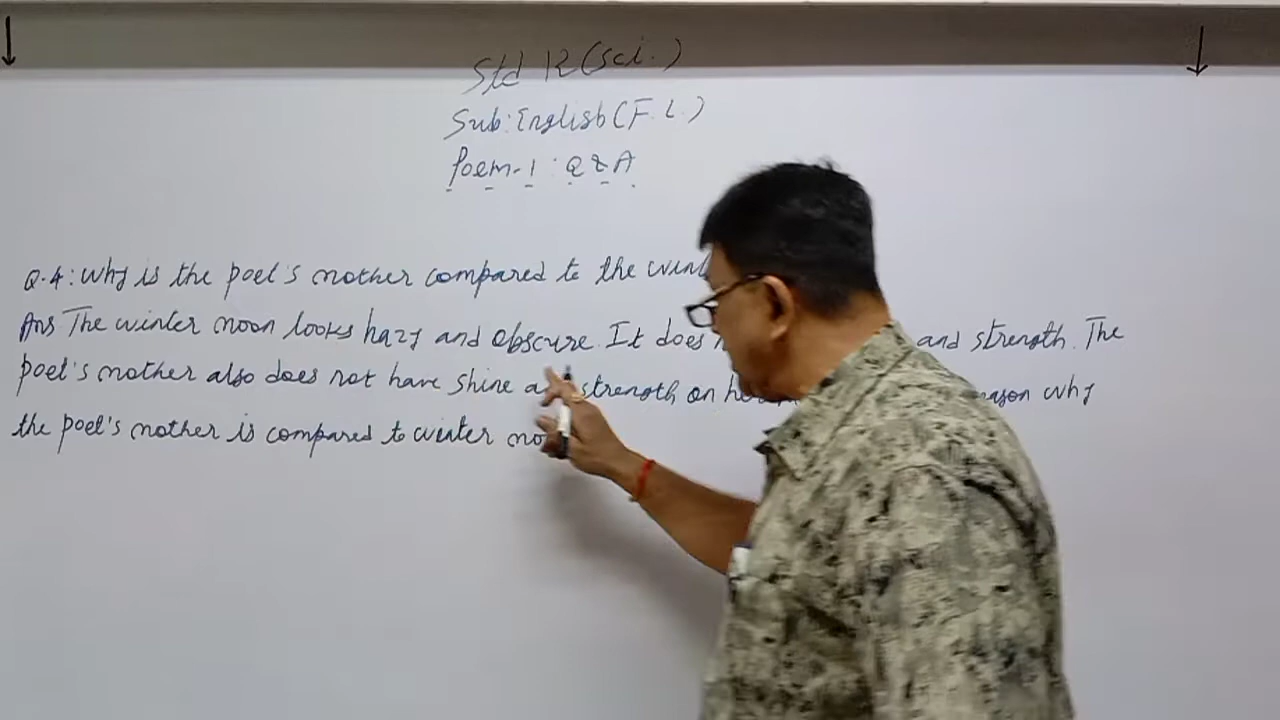 Std 12 (Sci.)
Sub: English (F.L.)
Poem-1: Q & A
Q.4: Why is the poet's mother compared to the
Ans The winter moon looks hazy and obscure. It does and strength. The
poet's mother also does not have shine strength on why
the poet's mother is compared to winter